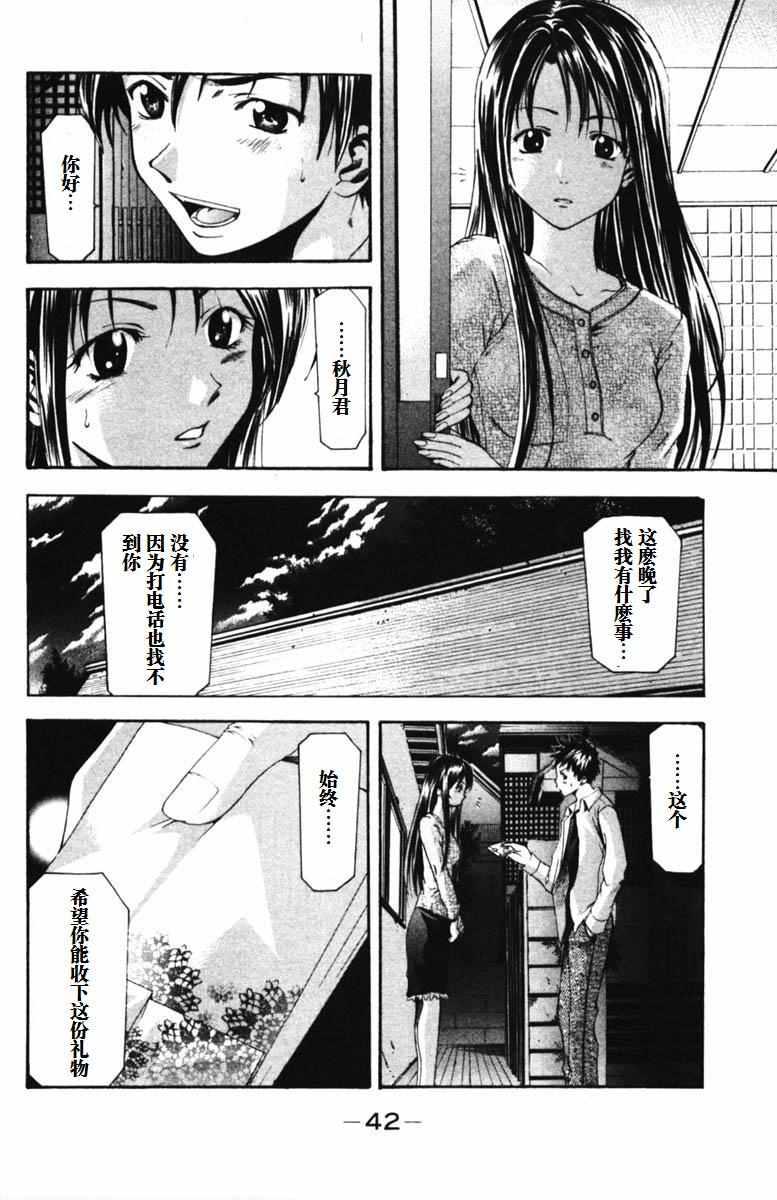 你好…
……
秋月君
这麽晚了
找我有什麽事…
没有……
因为打电话也找不
到你
……这个
始终……
希望你能收下这份礼物
—42—